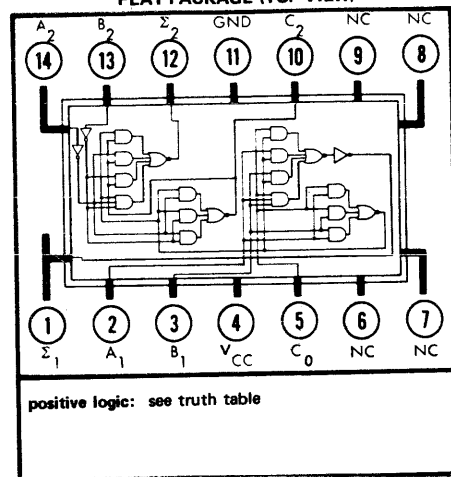 FLAT PACKAGE (TOP VIEW)
A2 B2 Σ2 GND C2 NC NC
14 13 12 11 10 9 8
1 2 3 4 5 6 7
Σ1 A1 B1 VCC C0 NC NC
positive logic: see truth table